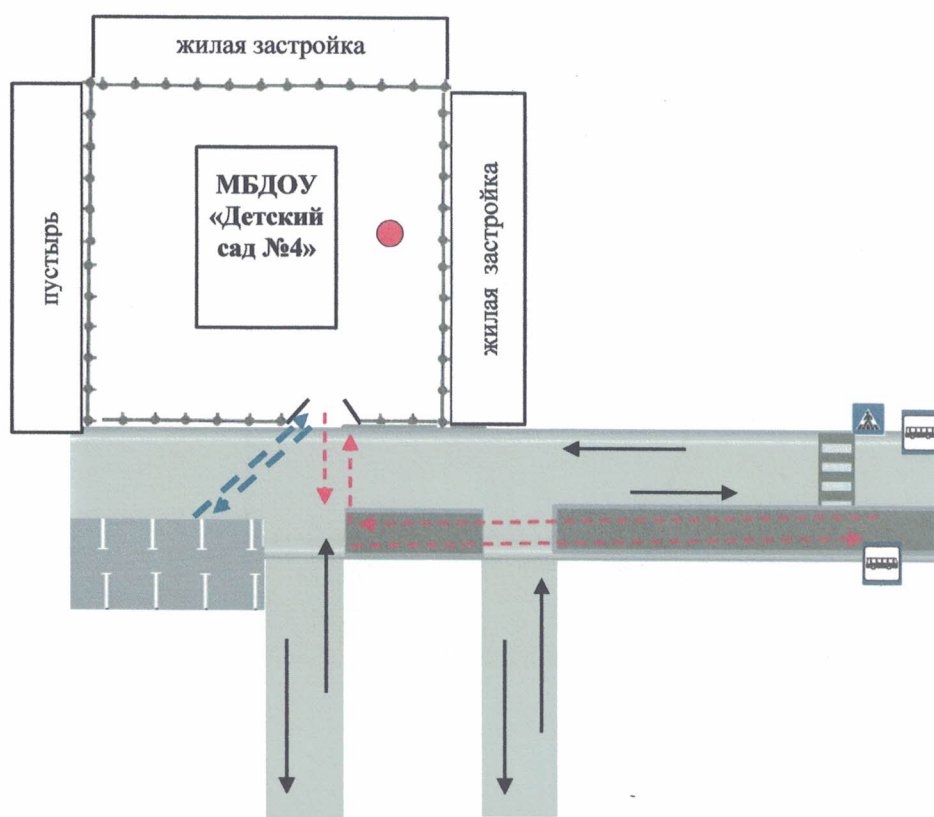 жилая застройка
пустырь
МБДОУ
«Детский
сад №4»
жилая застройка